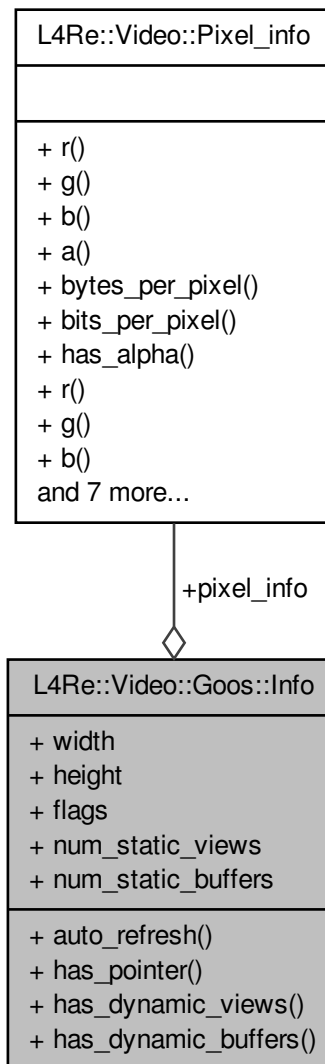 L4Re::Video::Pixel_info
+ r()
+ g()
+ b()
+ a()
+ bytes_per_pixel()
+ bits_per_pixel()
+ has_alpha()
+ r()
+ g()
+ b()
and 7 more...
+pixel_info
L4Re::Video::Goos::Info
+ width
+ height
+ flags
+ num_static_views
+ num_static_buffers
+ auto_refresh()
+ has_pointer()
+ has_dynamic_views()
+ has_dynamic_buffers()